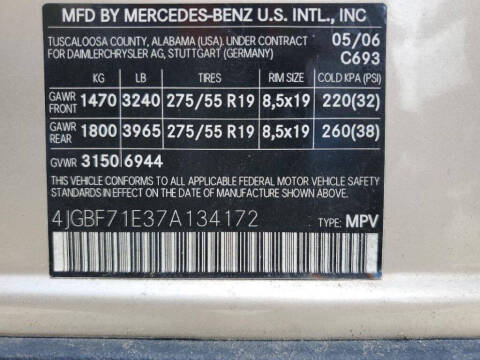 MFD BY MERCEDES-BENZ U.S. INTL., INC
TUSCALOOSA COUNTY, ALABAMA (USA). UNDER CONTRACT 05/06
FOR DAIMLERCHRYSLER AG, STUTTGART (GERMANY) C693
KG LB TIRES RIM SIZE COLD KPA (PSI)
GAWR FRONT 1470 3240 275/55 R19 8,5x19 220(32)
GAWR REAR 1800 3965 275/55 R19 8,5x19 260(38)
GVWR 3150 6944
THIS VEHICLE CONFORMS TO ALL APPLICABLE FEDERAL MOTOR VEHICLE
SAFETY STANDARDS IN EFFECT ON THE DATE OF MANUFACTURE
SHOWN ABOVE.
4JGBF71E37A134172
TYPE: MPV